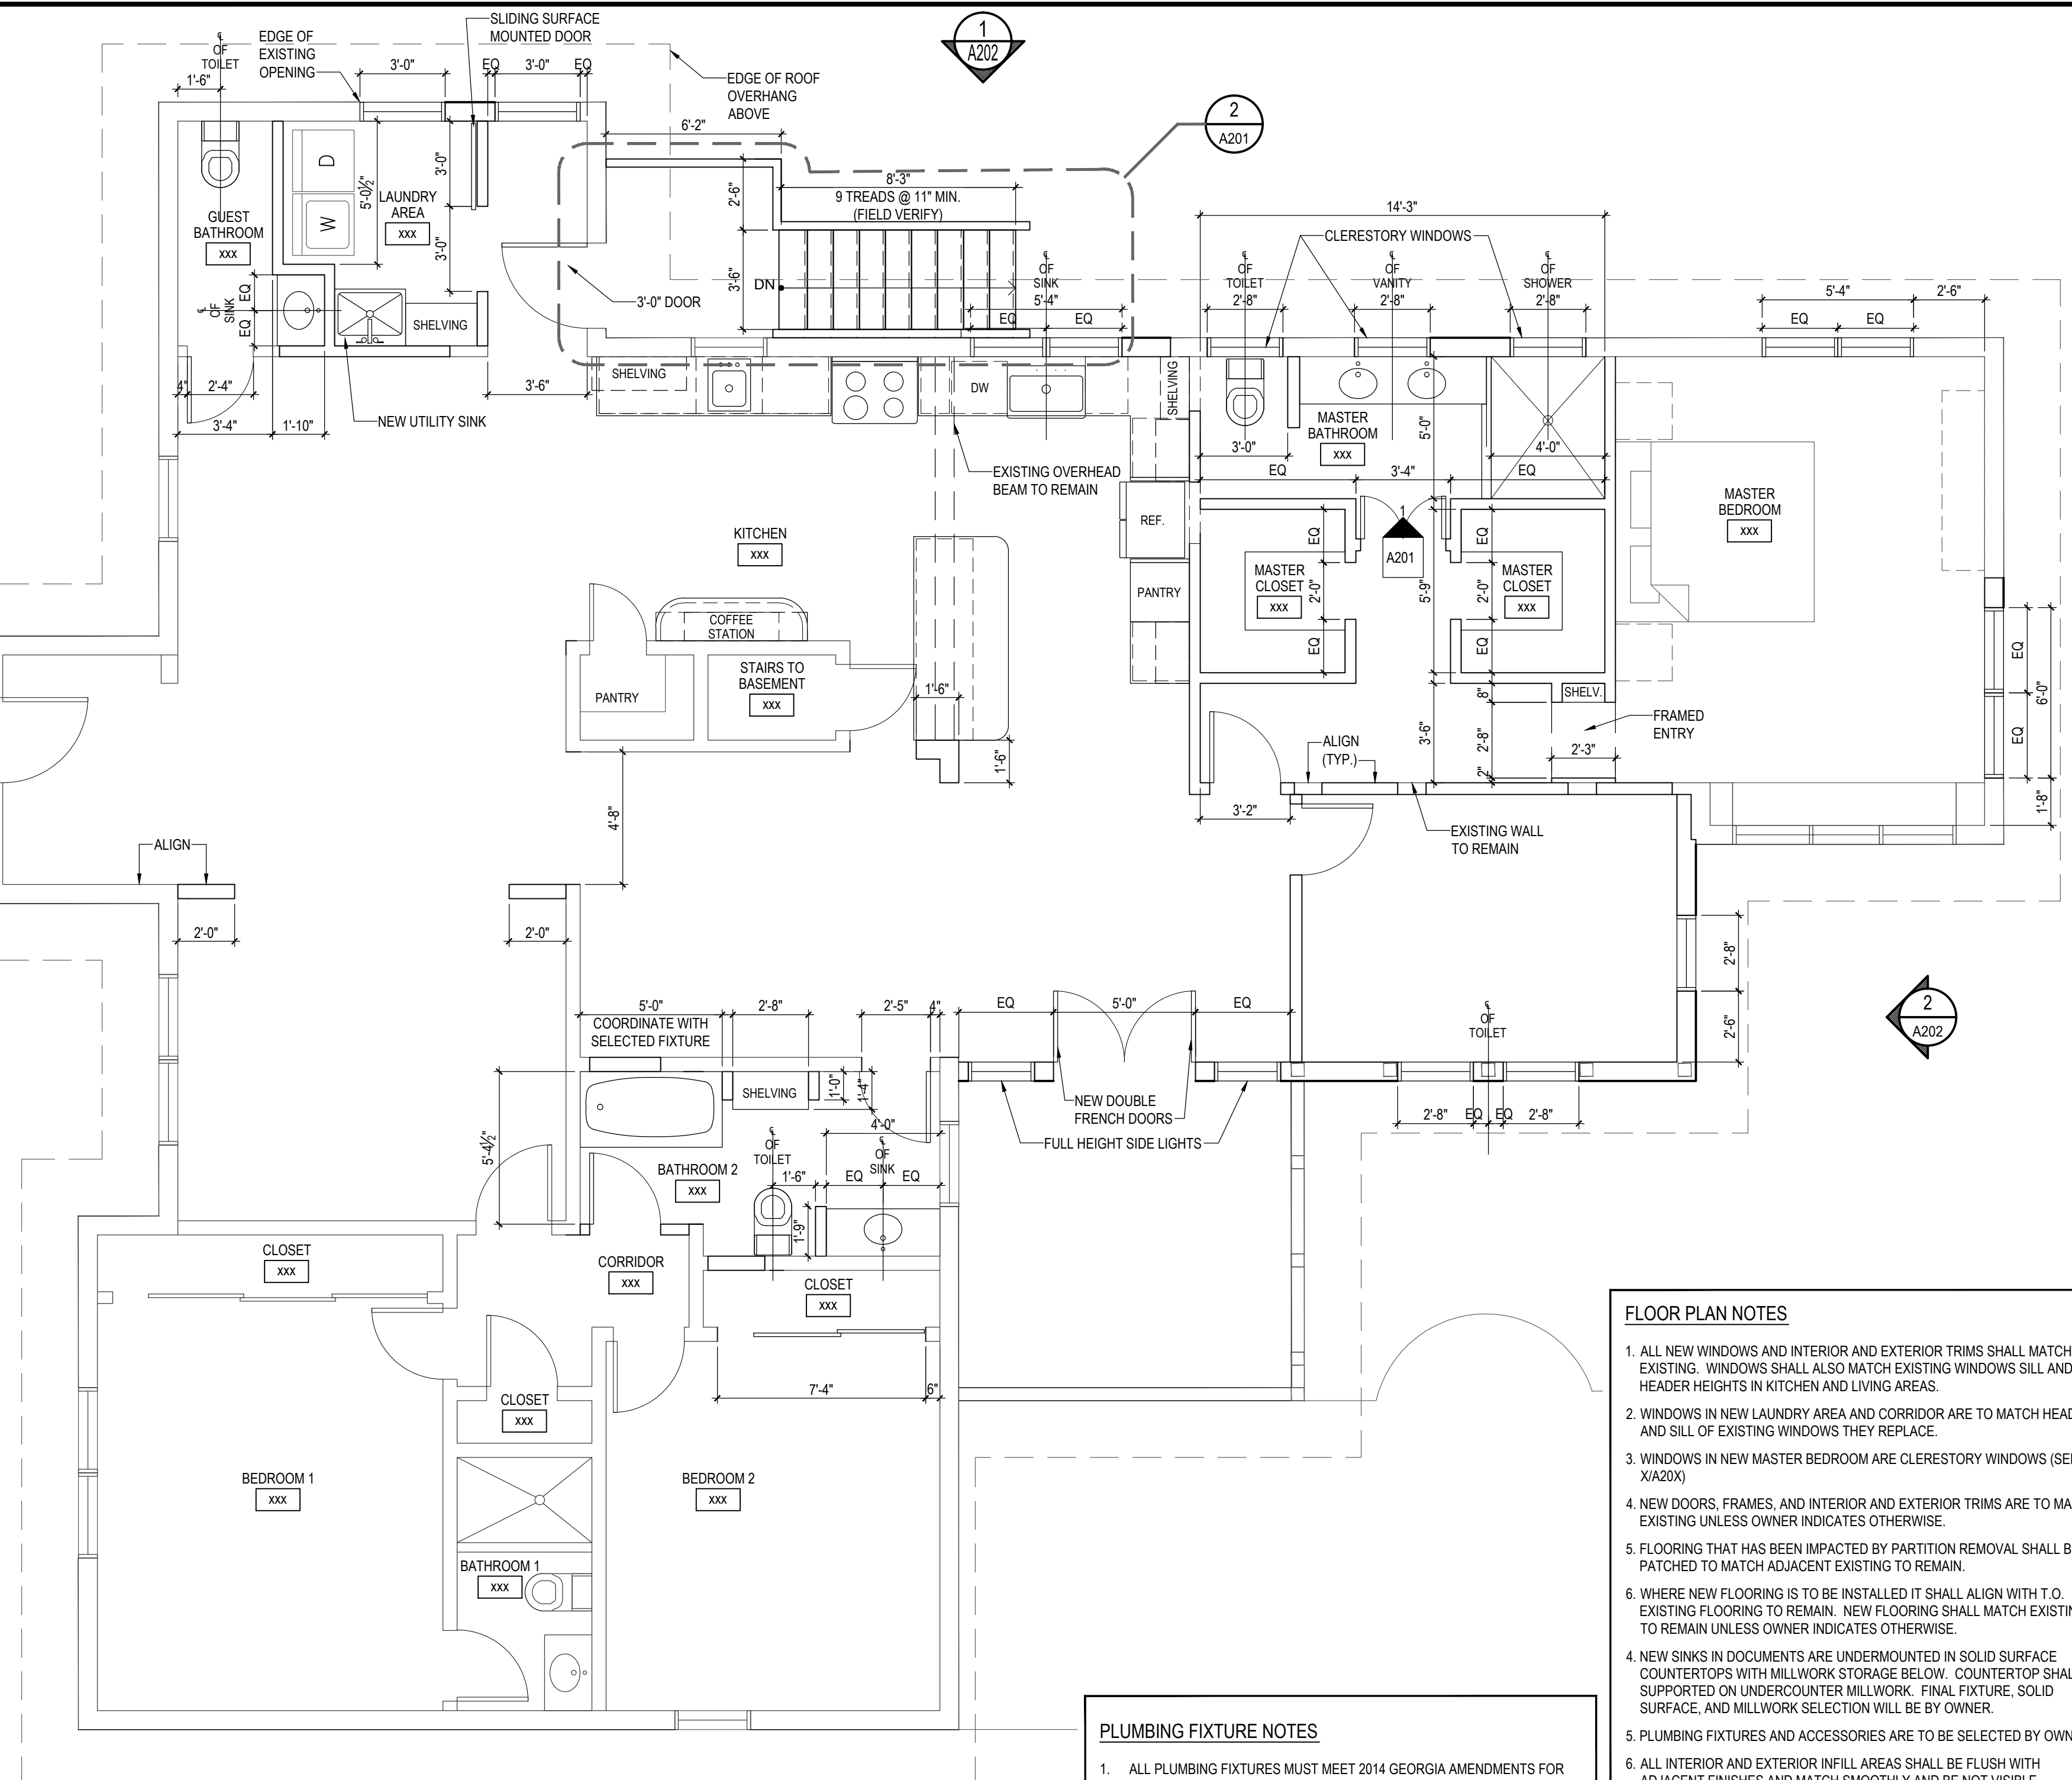 SLIDING SURFACE
MOUNTED DOOR
EDGE OF
EXISTING
OPENING
℄
OF
TOILET
1'-6"
3'-0"
EQ
3'-0"
EQ
EDGE OF ROOF
OVERHANG
ABOVE
1
A202
2
A201
6'-2"
D
W
5'-0½"
3'-0"
3'-0"
LAUNDRY
AREA
XXX
GUEST
BATHROOM
XXX
2'-6"
3'-6"
8'-3"
9 TREADS @ 11" MIN.
(FIELD VERIFY)
DN
3'-0" DOOR
℄
OF
SINK
EQ
EQ
SHELVING
4"
2'-4"
3'-4"
1'-10"
NEW UTILITY SINK
3'-6"
SHELVING
℄
OF
SINK
5'-4"
EQ
EQ
DW
SHELVING
EXISTING OVERHEAD
BEAM TO REMAIN
14'-3"
CLERESTORY WINDOWS
℄
OF
TOILET
2'-8"
℄
OF
VANITY
2'-8"
℄
OF
SHOWER
2'-8"
5'-4"
2'-6"
EQ
EQ
MASTER
BATHROOM
XXX
5'-0"
3'-0"
4'-0"
EQ
3'-4"
EQ
MASTER
BEDROOM
XXX
REF.
PANTRY
1
A201
MASTER
CLOSET
XXX
EQ
2'-0"
EQ
5'-9"
MASTER
CLOSET
XXX
EQ
2'-0"
EQ
KITCHEN
XXX
COFFEE
STATION
STAIRS TO
BASEMENT
XXX
PANTRY
1'-6"
1'-6"
SHELV.
8"
3'-6"
2'-8"
2"
2'-3"
FRAMED
ENTRY
ALIGN
(TYP.)
EQ
EQ
6'-0"
1'-8"
4'-8"
3'-2"
EXISTING WALL
TO REMAIN
ALIGN
2'-0"
2'-0"
2'-8"
2'-6"
2
A202
5'-0"
COORDINATE WITH
SELECTED FIXTURE
2'-8"
2'-5"
4"
EQ
5'-0"
EQ
℄
OF
TOILET
SHELVING
1'-0"
1'-4"
NEW DOUBLE
FRENCH DOORS
FULL HEIGHT SIDE LIGHTS
2'-8"
EQ
EQ
2'-8"
5'-4½"
4'-0"
℄
OF
TOILET
℄
OF
SINK
BATHROOM 2
XXX
1'-6"
EQ
EQ
1'-9"
CLOSET
XXX
CORRIDOR
XXX
CLOSET
XXX
7'-4"
6"
CLOSET
XXX
BEDROOM 1
XXX
BEDROOM 2
XXX
BATHROOM 1
XXX
FLOOR PLAN NOTES
1. ALL NEW WINDOWS AND INTERIOR AND EXTERIOR TRIMS SHALL MATCH
EXISTING. WINDOWS SHALL ALSO MATCH EXISTING WINDOWS SILL AND
HEADER HEIGHTS IN KITCHEN AND LIVING AREAS.
2. WINDOWS IN NEW LAUNDRY AREA AND CORRIDOR ARE TO MATCH
AND SILL OF EXISTING WINDOWS THEY REPLACE.
3. WINDOWS IN NEW MASTER BEDROOM ARE CLERESTORY WINDOWS
X/A20X)
4. NEW DOORS, FRAMES, AND INTERIOR AND EXTERIOR TRIMS ARE TO
EXISTING UNLESS OWNER INDICATES OTHERWISE.
5. FLOORING THAT HAS BEEN IMPACTED BY PARTITION REMOVAL SHALL
PATCHED TO MATCH ADJACENT EXISTING TO REMAIN.
6. WHERE NEW FLOORING IS TO BE INSTALLED IT SHALL ALIGN WITH T.O.
EXISTING FLOORING TO REMAIN. NEW FLOORING SHALL MATCH
TO REMAIN UNLESS OWNER INDICATES OTHERWISE.
4. NEW SINKS IN DOCUMENTS ARE UNDERMOUNTED IN SOLID SURFACE
COUNTERTOPS WITH MILLWORK STORAGE BELOW. COUNTERTOP
SUPPORTED ON UNDERCOUNTER MILLWORK. FINAL FIXTURE, SOLID
SURFACE, AND MILLWORK SELECTION WILL BE BY OWNER.
5. PLUMBING FIXTURES AND ACCESSORIES ARE TO BE SELECTED BY
6. ALL INTERIOR AND EXTERIOR INFILL AREAS SHALL BE FLUSH WITH
ADJACENT FINISHES AND MATCH SMOOTHLY AND BE NOT VISIBLE
PLUMBING FIXTURE NOTES
1. ALL PLUMBING FIXTURES MUST MEET 2014 GEORGIA AMENDMENTS FOR